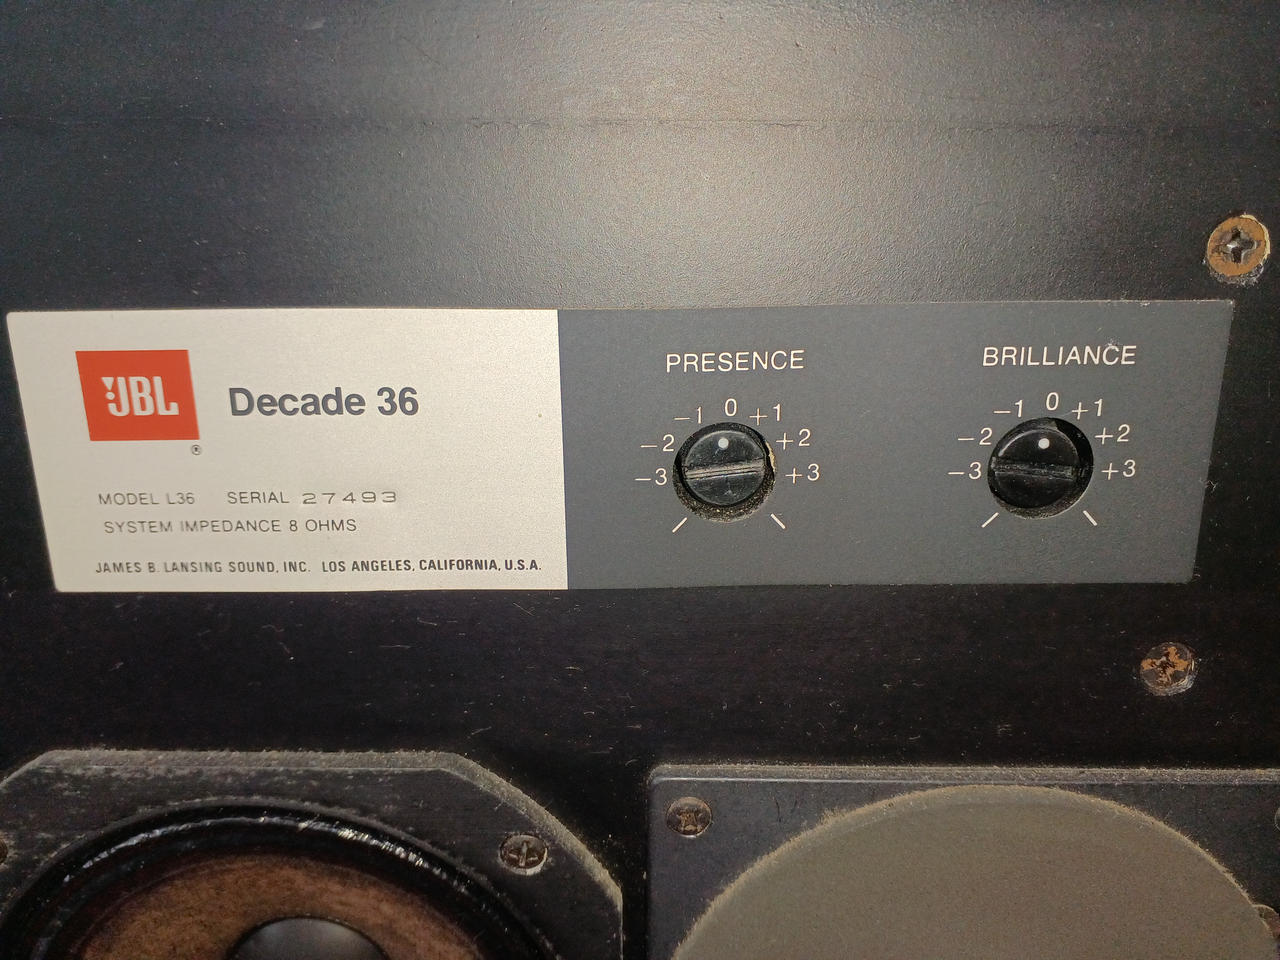 JBL
®
Decade 36
MODEL L36 SERIAL 27493
SYSTEM IMPEDANCE 8 OHMS
JAMES B. LANSING SOUND, INC. LOS ANGELES, CALIFORNIA, U.S.A.
PRESENCE
-1 0 +1
-2 +2
-3 +3
BRILLIANCE
-1 0 +1
-2 +2
-3 +3